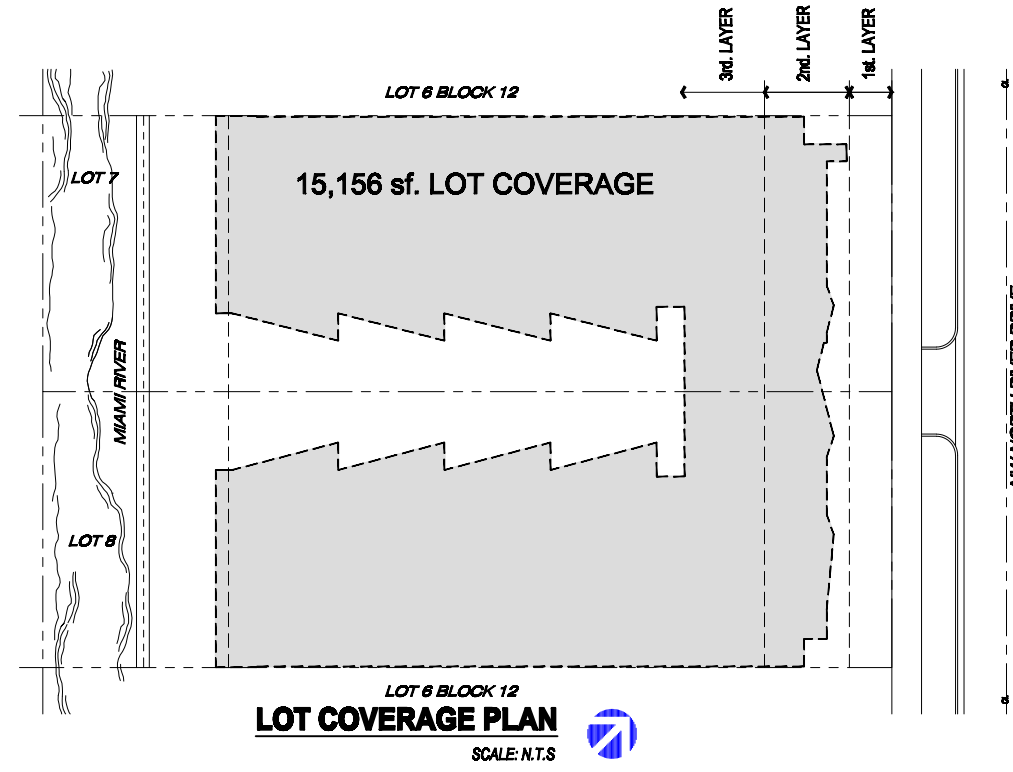 3rd. LAYER
2nd. LAYER
1st. LAYER
LOT 6 BLOCK 12
LOT 7
15,156 sf. LOT COVERAGE
MIAMI RIVER
LOT 8
LOT 6 BLOCK 12
LOT COVERAGE PLAN
SCALE: N.T.S